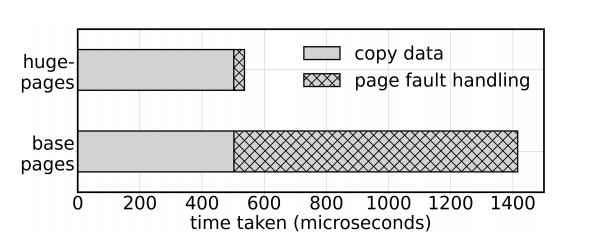 huge-
pages
copy data
page fault handling
base
pages
0 200 400 600 800 1000 1200 1400
time taken (microseconds)